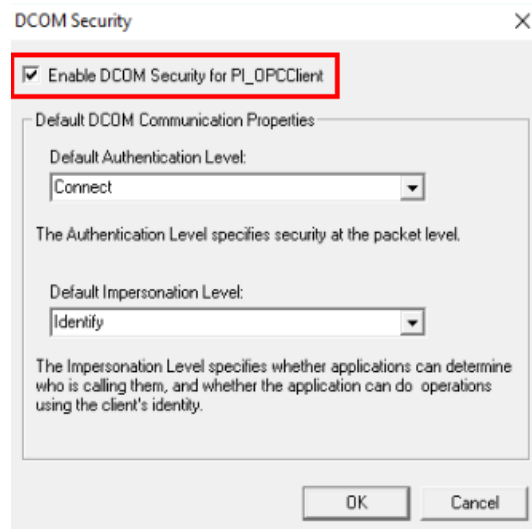 DCOM Security
Enable DCOM Security for PI_OPCClient
Default DCOM Communication Properties
Default Authentication Level:
Connect
The Authentication Level specifies security at the packet level.
Default Impersonation Level:
Identify
The Impersonation Level specifies whether applications can determine
who is calling them, and whether the application can do operations
using the client's identity.
OK
Cancel